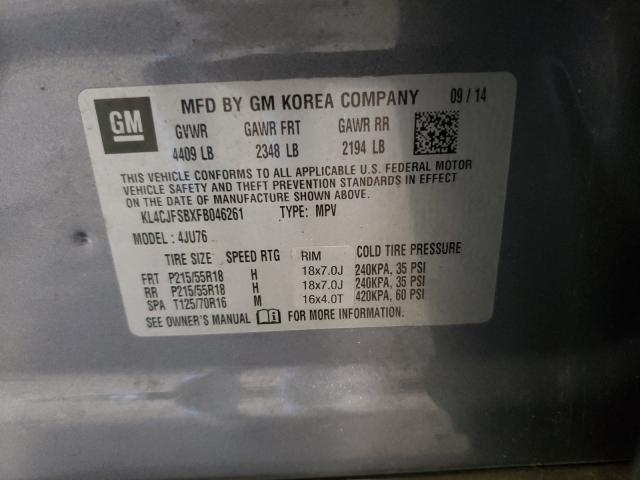 GM
MFD BY GM KOREA COMPANY 09 / 14
GVWR GAWR FRT GAWR RR
4409 LB 2348 LB 2194 LB
THIS VEHICLE CONFORMS TO ALL APPLICABLE U.S. FEDERAL MOTOR
VEHICLE SAFETY AND THEFT PREVENTION STANDARDS IN EFFECT
ON THE DATE OF MANUFACTURE SHOWN ABOVE.
KL4CJFSBXFB046261 TYPE: MPV
MODEL: 4JU76
TIRE SIZE SPEED RTG RIM COLD TIRE PRESSURE
FRT P215/55R18 H 18x7.0J 240KPA, 35 PSI
RR P215/55R18 H 18x7.0J 240KPA, 35 PSI
SPA T125/70R16 M 16x4.0T 420KPA, 60 PSI
SEE OWNER'S MANUAL FOR MORE INFORMATION.